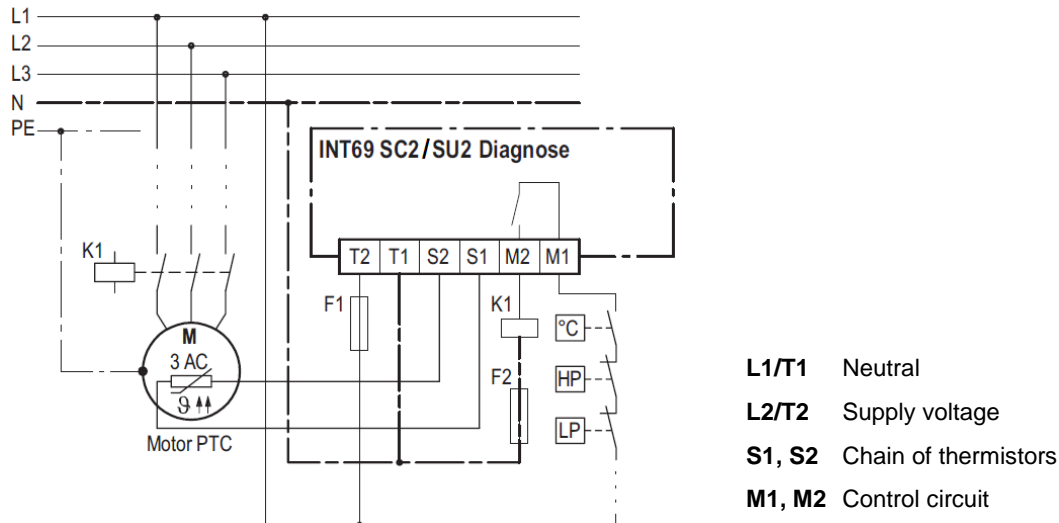 L1
L2
L3
N
PE
INT69 SC2/SU2 Diagnose
T2 T1 S2 S1 M2 M1
K1
F1
K1
°C
M
3 AC
ϑ
F2
HP
LP
Motor PTC
L1/T1 Neutral
L2/T2 Supply voltage
S1, S2 Chain of thermistors
M1, M2 Control circuit